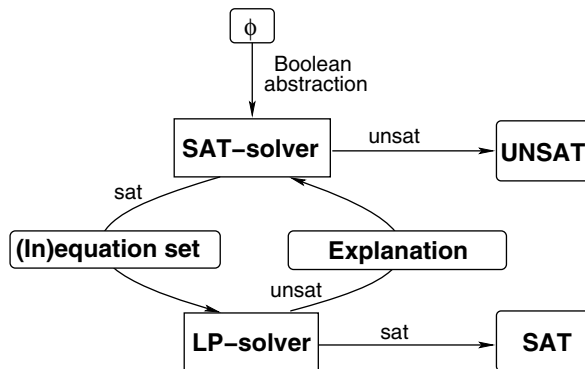 ϕ
Boolean
abstraction
SAT–solver
unsat
UNSAT
sat
(In)equation set
Explanation
unsat
LP–solver
sat
SAT